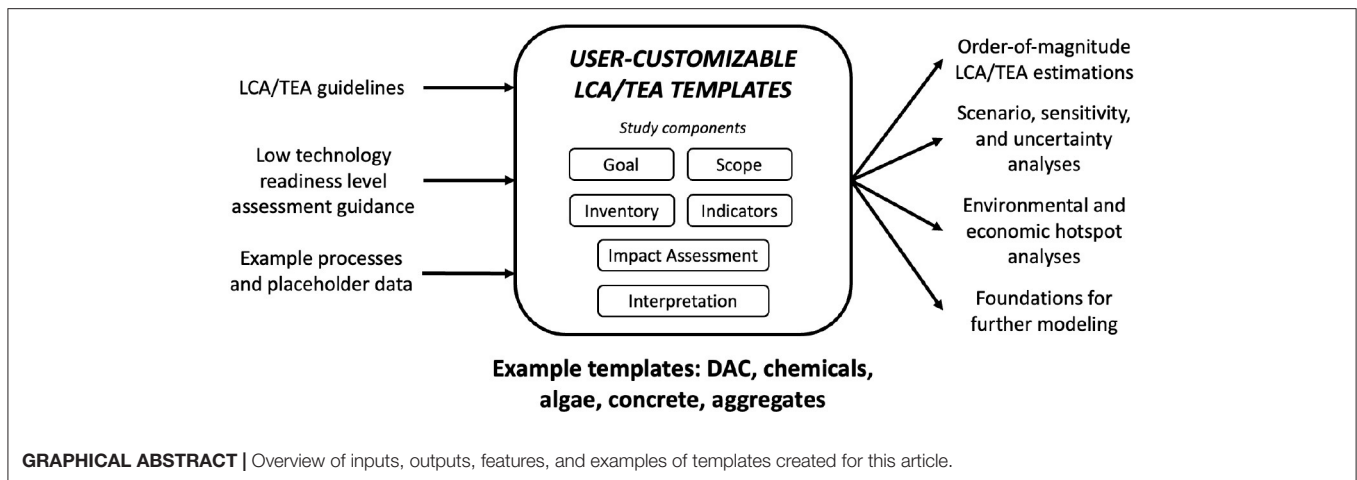 LCA/TEA guidelines
Low technology
readiness level
assessment guidance
Example processes
and placeholder data
USER-CUSTOMIZABLE
LCA/TEA TEMPLATES
Study components
Goal
Scope
Inventory
Indicators
Impact Assessment
Interpretation
Order-of-magnitude
LCA/TEA estimations
Scenario, sensitivity,
and uncertainty
analyses
Environmental and
economic hotspot
analyses
Foundations for
further modeling
Example templates: DAC, chemicals,
algae, concrete, aggregates
GRAPHICAL ABSTRACT | Overview of inputs, outputs, features, and examples of templates created for this article.